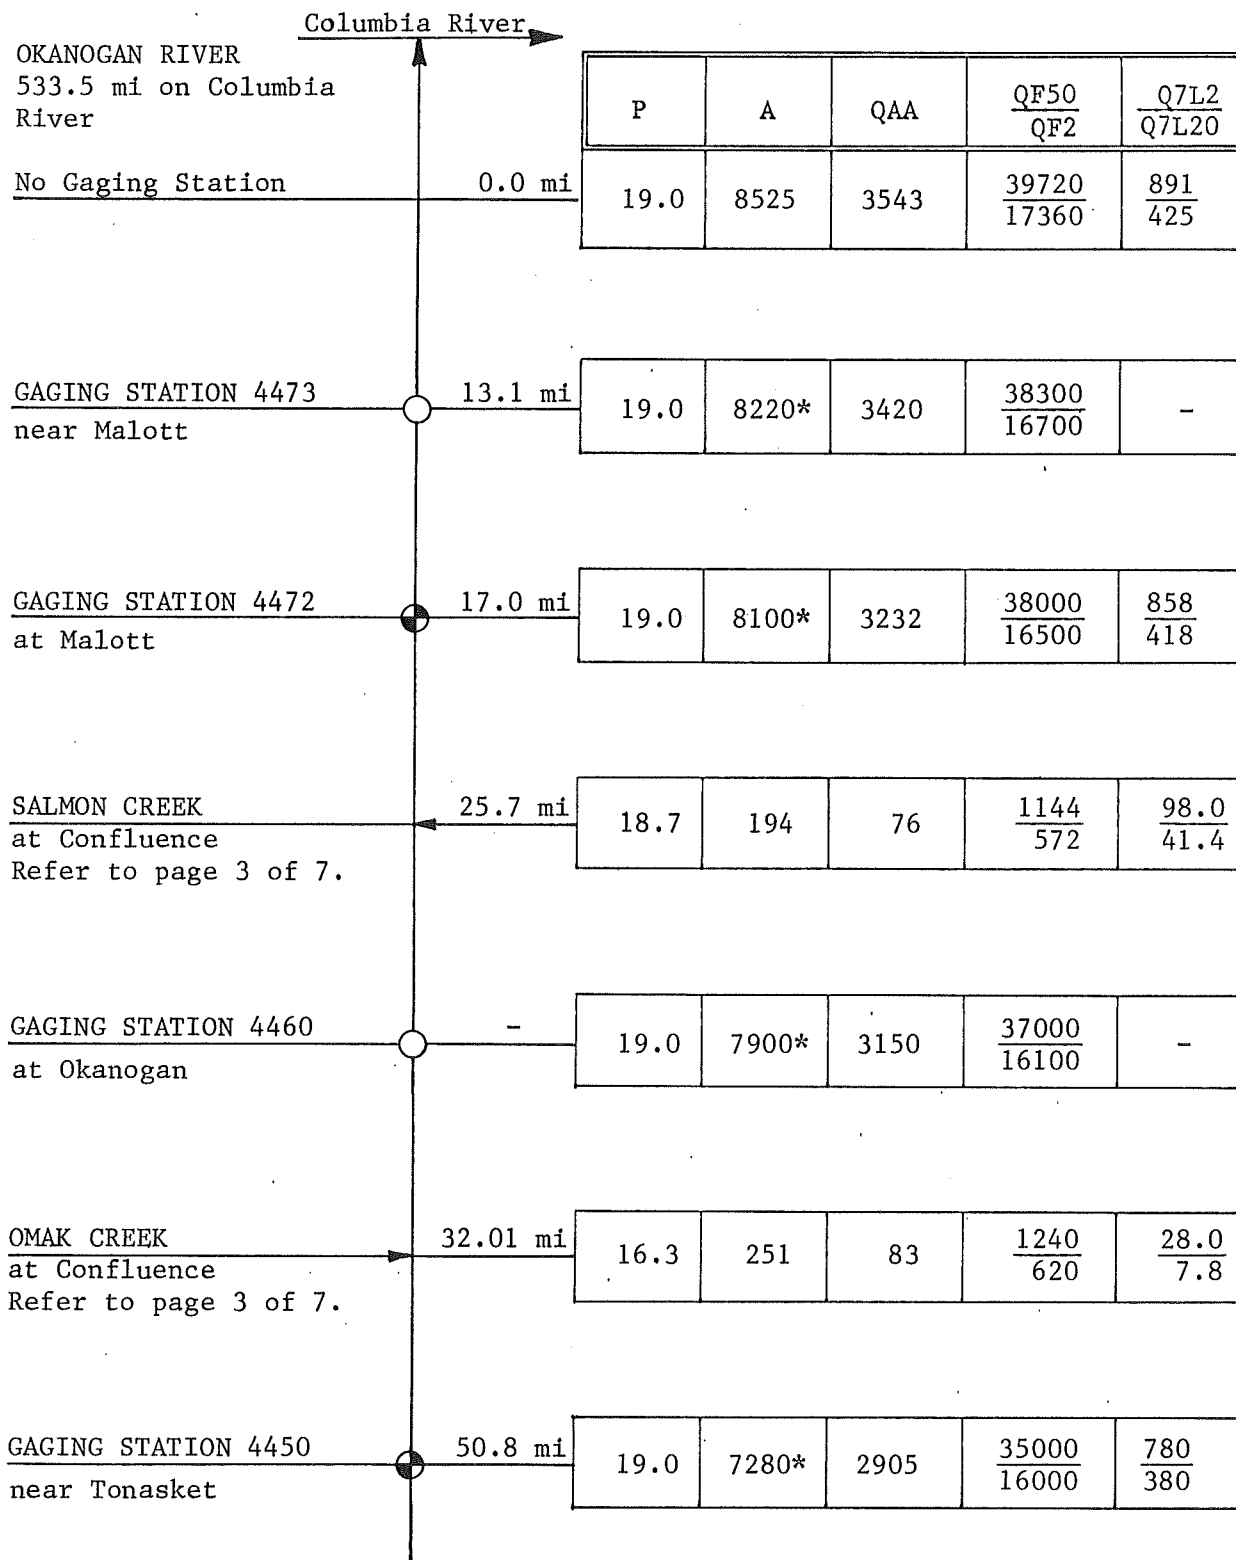 Columbia River
OKANOGAN RIVER
533.5 mi on Columbia
River
P A QAA QF50 Q7L2
QF2 Q7L20
No Gaging Station 0.0 mi 19.0 8525 3543 39720 891
17360 425
GAGING STATION 4473 13.1 mi 19.0 8220* 3420 38300 -
near Malott 16700
GAGING STATION 4472 17.0 mi 19.0 8100* 3232 38000 858
at Malott 16500 418
SALMON CREEK 25.7 mi 18.7 194 76 1144 98.0
at Confluence 572 41.4
Refer to page 3 of 7.
GAGING STATION 4460 - 19.0 7900* 3150 37000 -
at Okanogan 16100
OMAK CREEK 32.01 mi 16.3 251 83 1240 28.0
at Confluence 620 7.8
Refer to page 3 of 7.
GAGING STATION 4450 50.8 mi 19.0 7280* 2905 35000 780
near Tonasket 16000 380